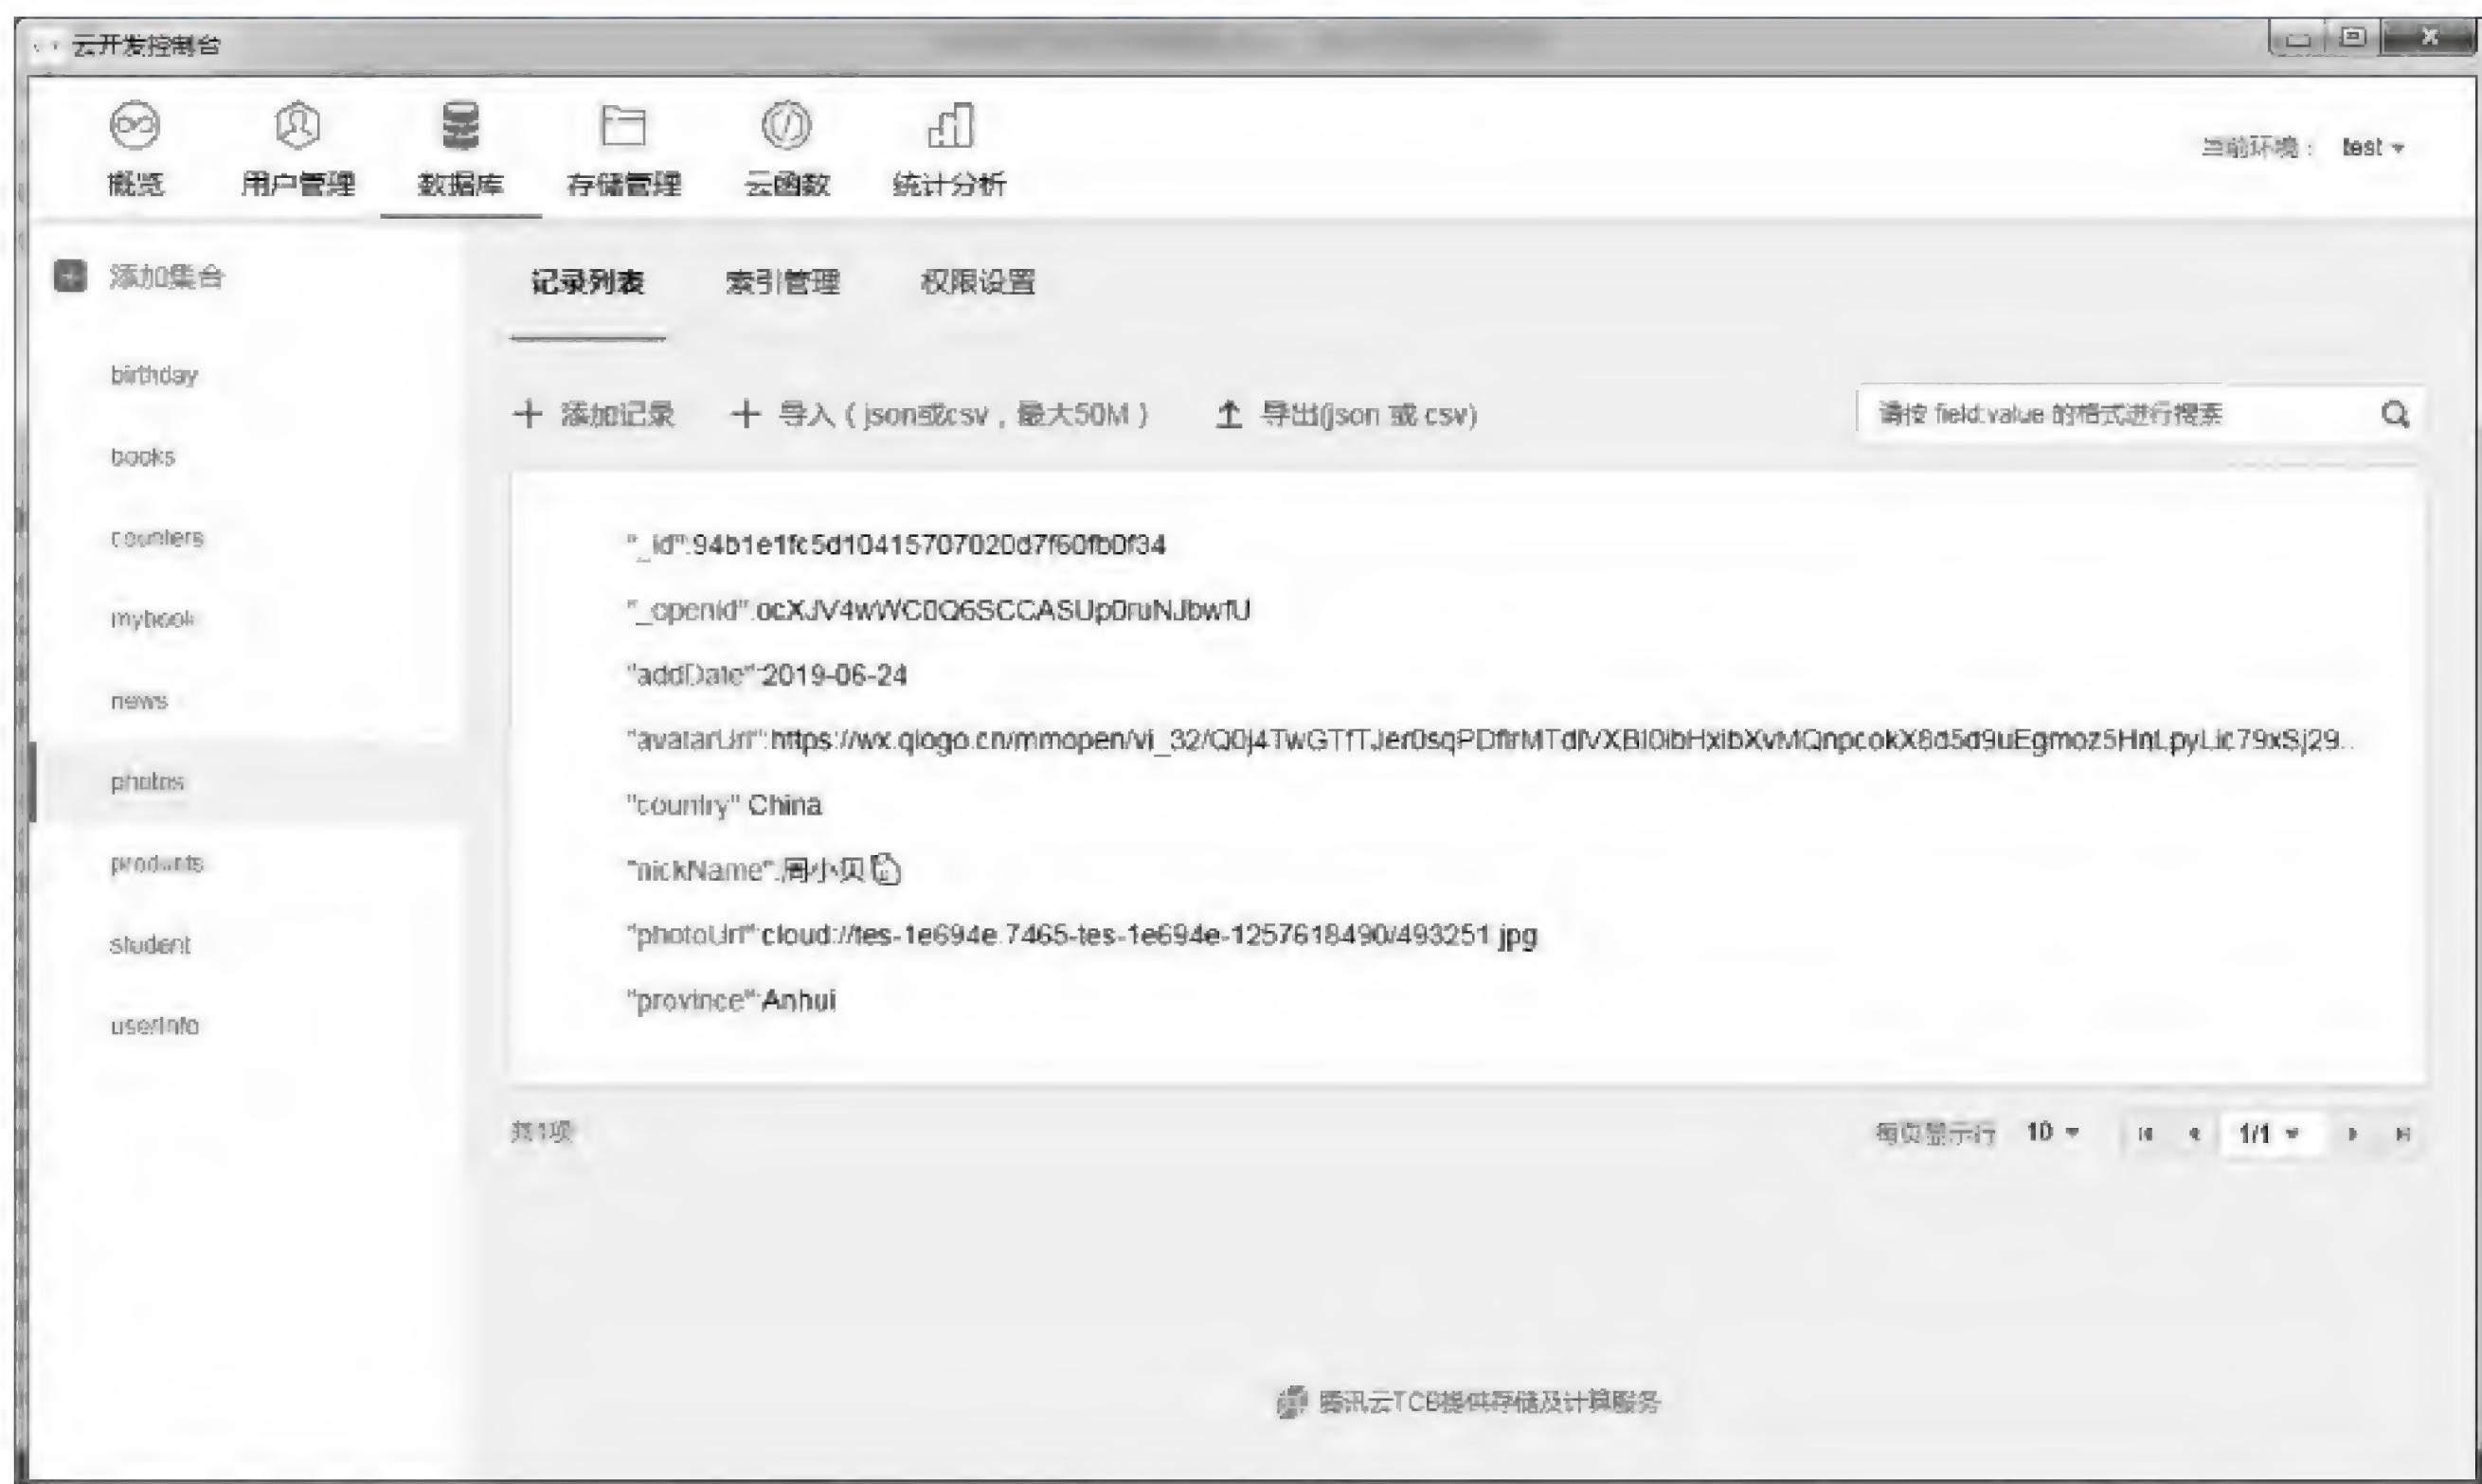 云开发控制台
概览 用户管理 数据库 存储管理 云函数 统计分析
当前环境： test
添加集合
birthday
books
counters
mybook
news
photos
products
student
userInfo
记录列表 索引管理 权限设置
添加记录 导入（json或csv，最大50M） 导出(json 或 csv)
请按 field:value 的格式进行搜索
"_id":94b1e1fc5d10415707020d7f60fb0f34
"_openid":ocXJV4wWC0Q6SCCASUp0ruNJbwfU
"addDate":2019-06-24
"avatarUrl":https://wx.qlogo.cn/mmopen/vi_32/
"country":China
"nickName":周小贝
"photoUrl":cloud://tes-1e694e.7465-tes-1e694e-1257618490/493251.jpg
"province":Anhui
共1项
每页显示行 10 1/1
腾讯云TCB提供存储及计算服务